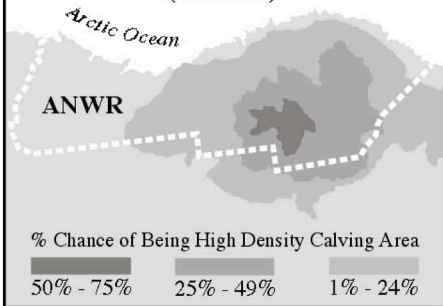 Arctic Ocean
ANWR
% Chance of Being High Density Calving Area
50% - 75% 25% - 49% 1% - 24%